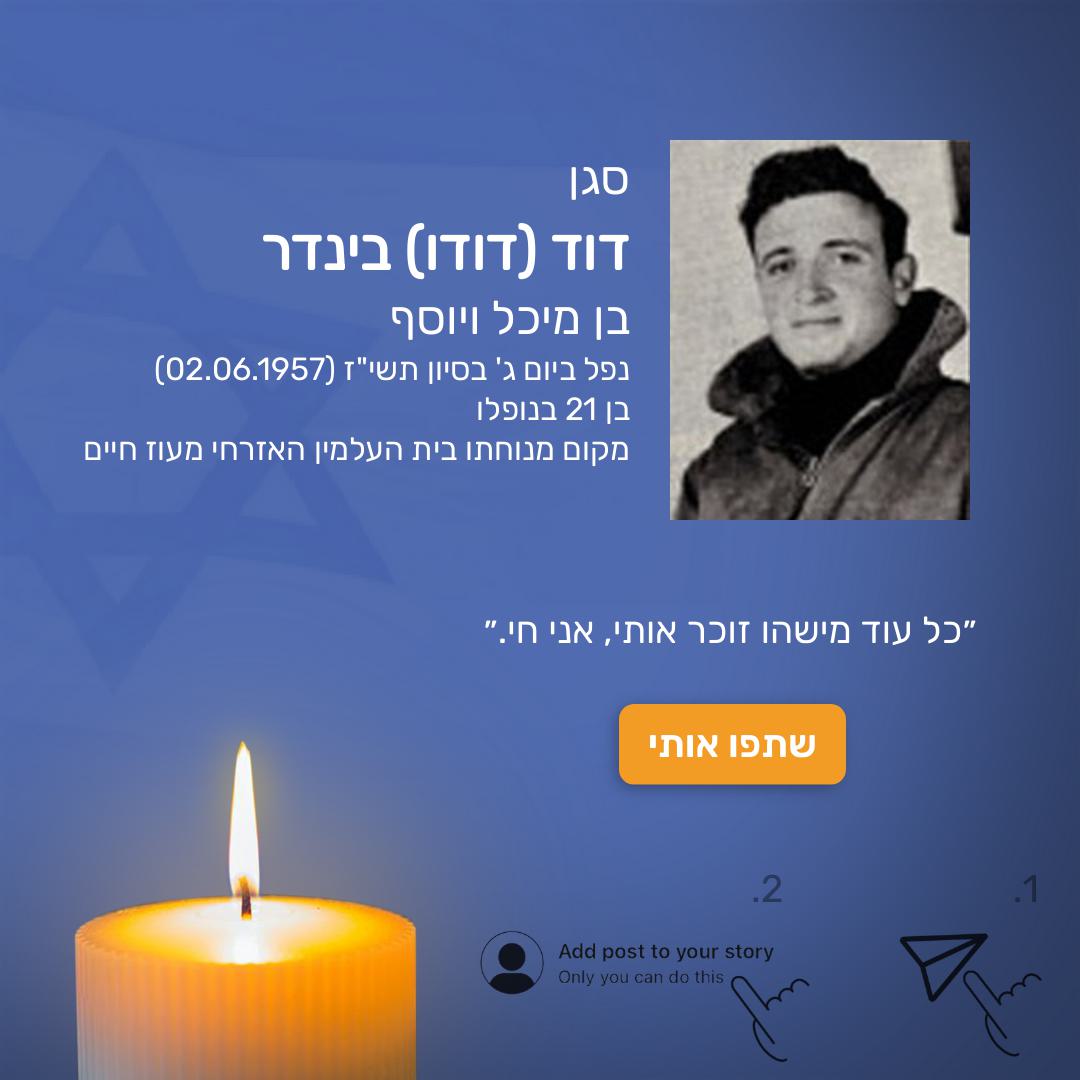 סגן
דוד (דודו) בינדר
בן מיכל ויוסף
נפל ביום ג' בסיון תשי"ז (02.06.1957)
בן 21 בנופלו
מקום מנוחתו בית העלמין האזרחי מעוז חיים
״כל עוד מישהו זוכר אותי, אני חי.״
שתפו אותי
1.
2.
Add post to your story
Only you can do this